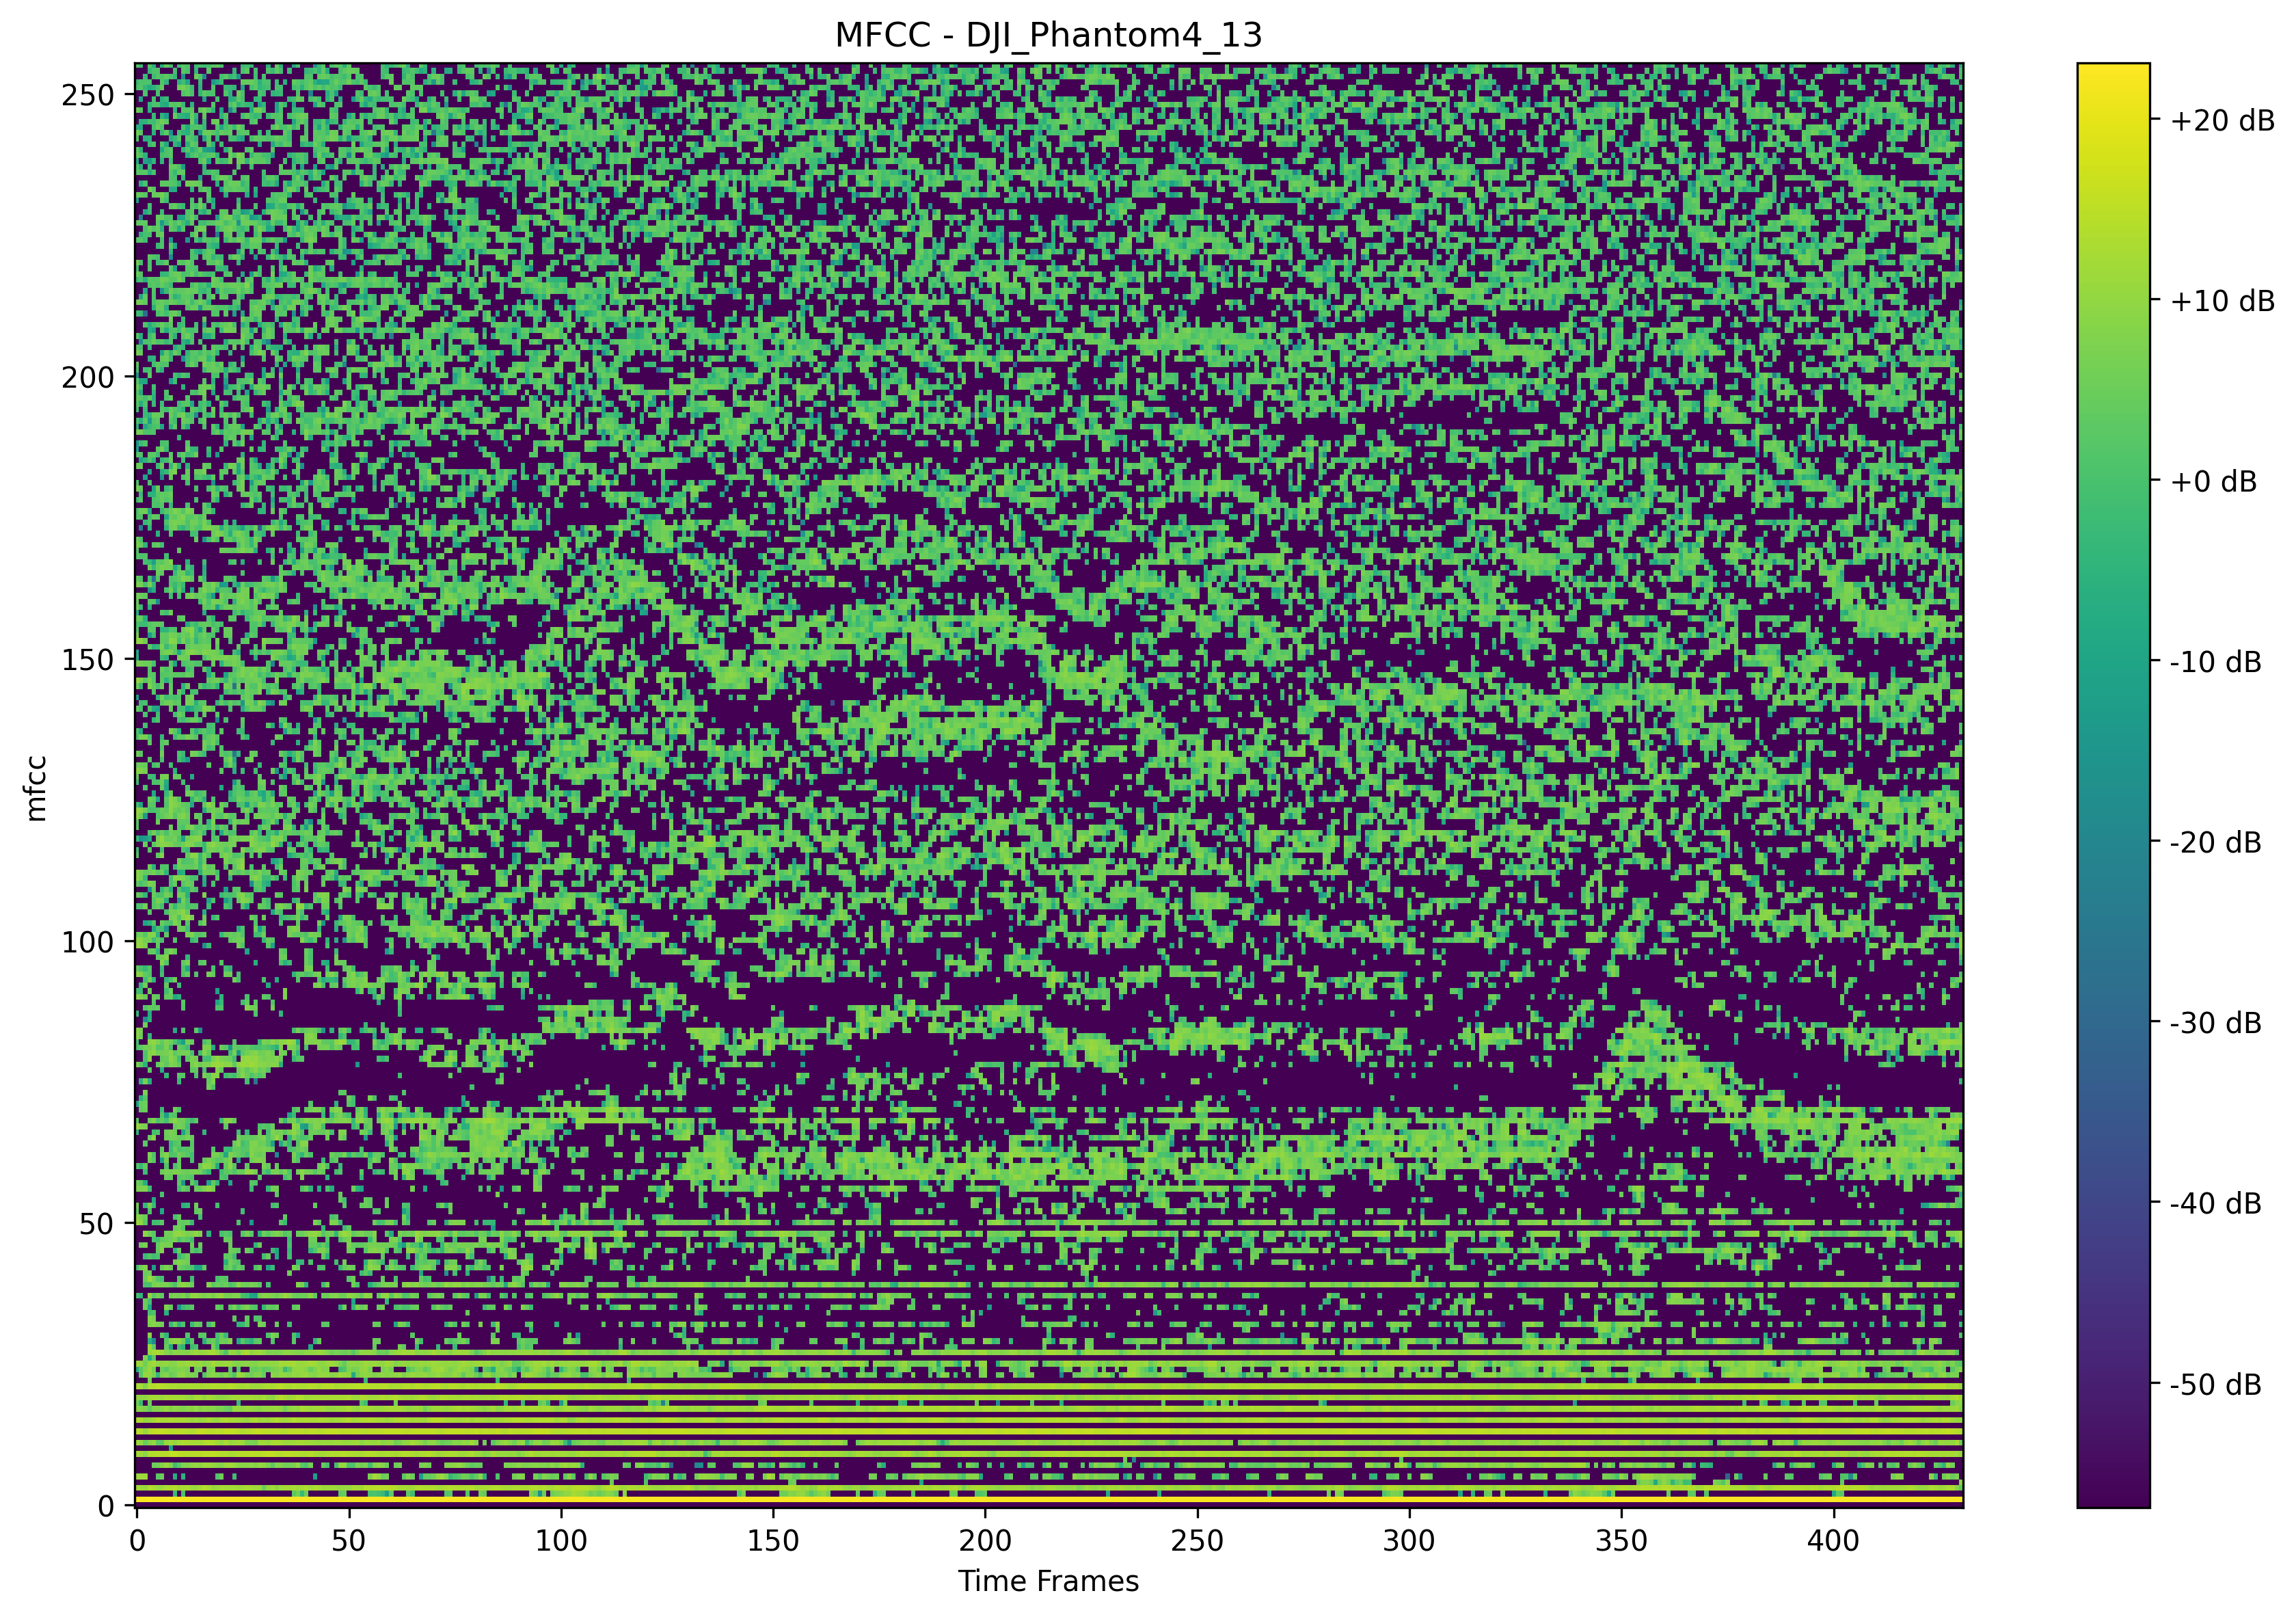 MFCC - DJI_Phantom4_13
250
200
150
100
50
0
mfcc
0 50 100 150 200 250 300 350 400
Time Frames
+20 dB
+10 dB
+0 dB
-10 dB
-20 dB
-30 dB
-40 dB
-50 dB